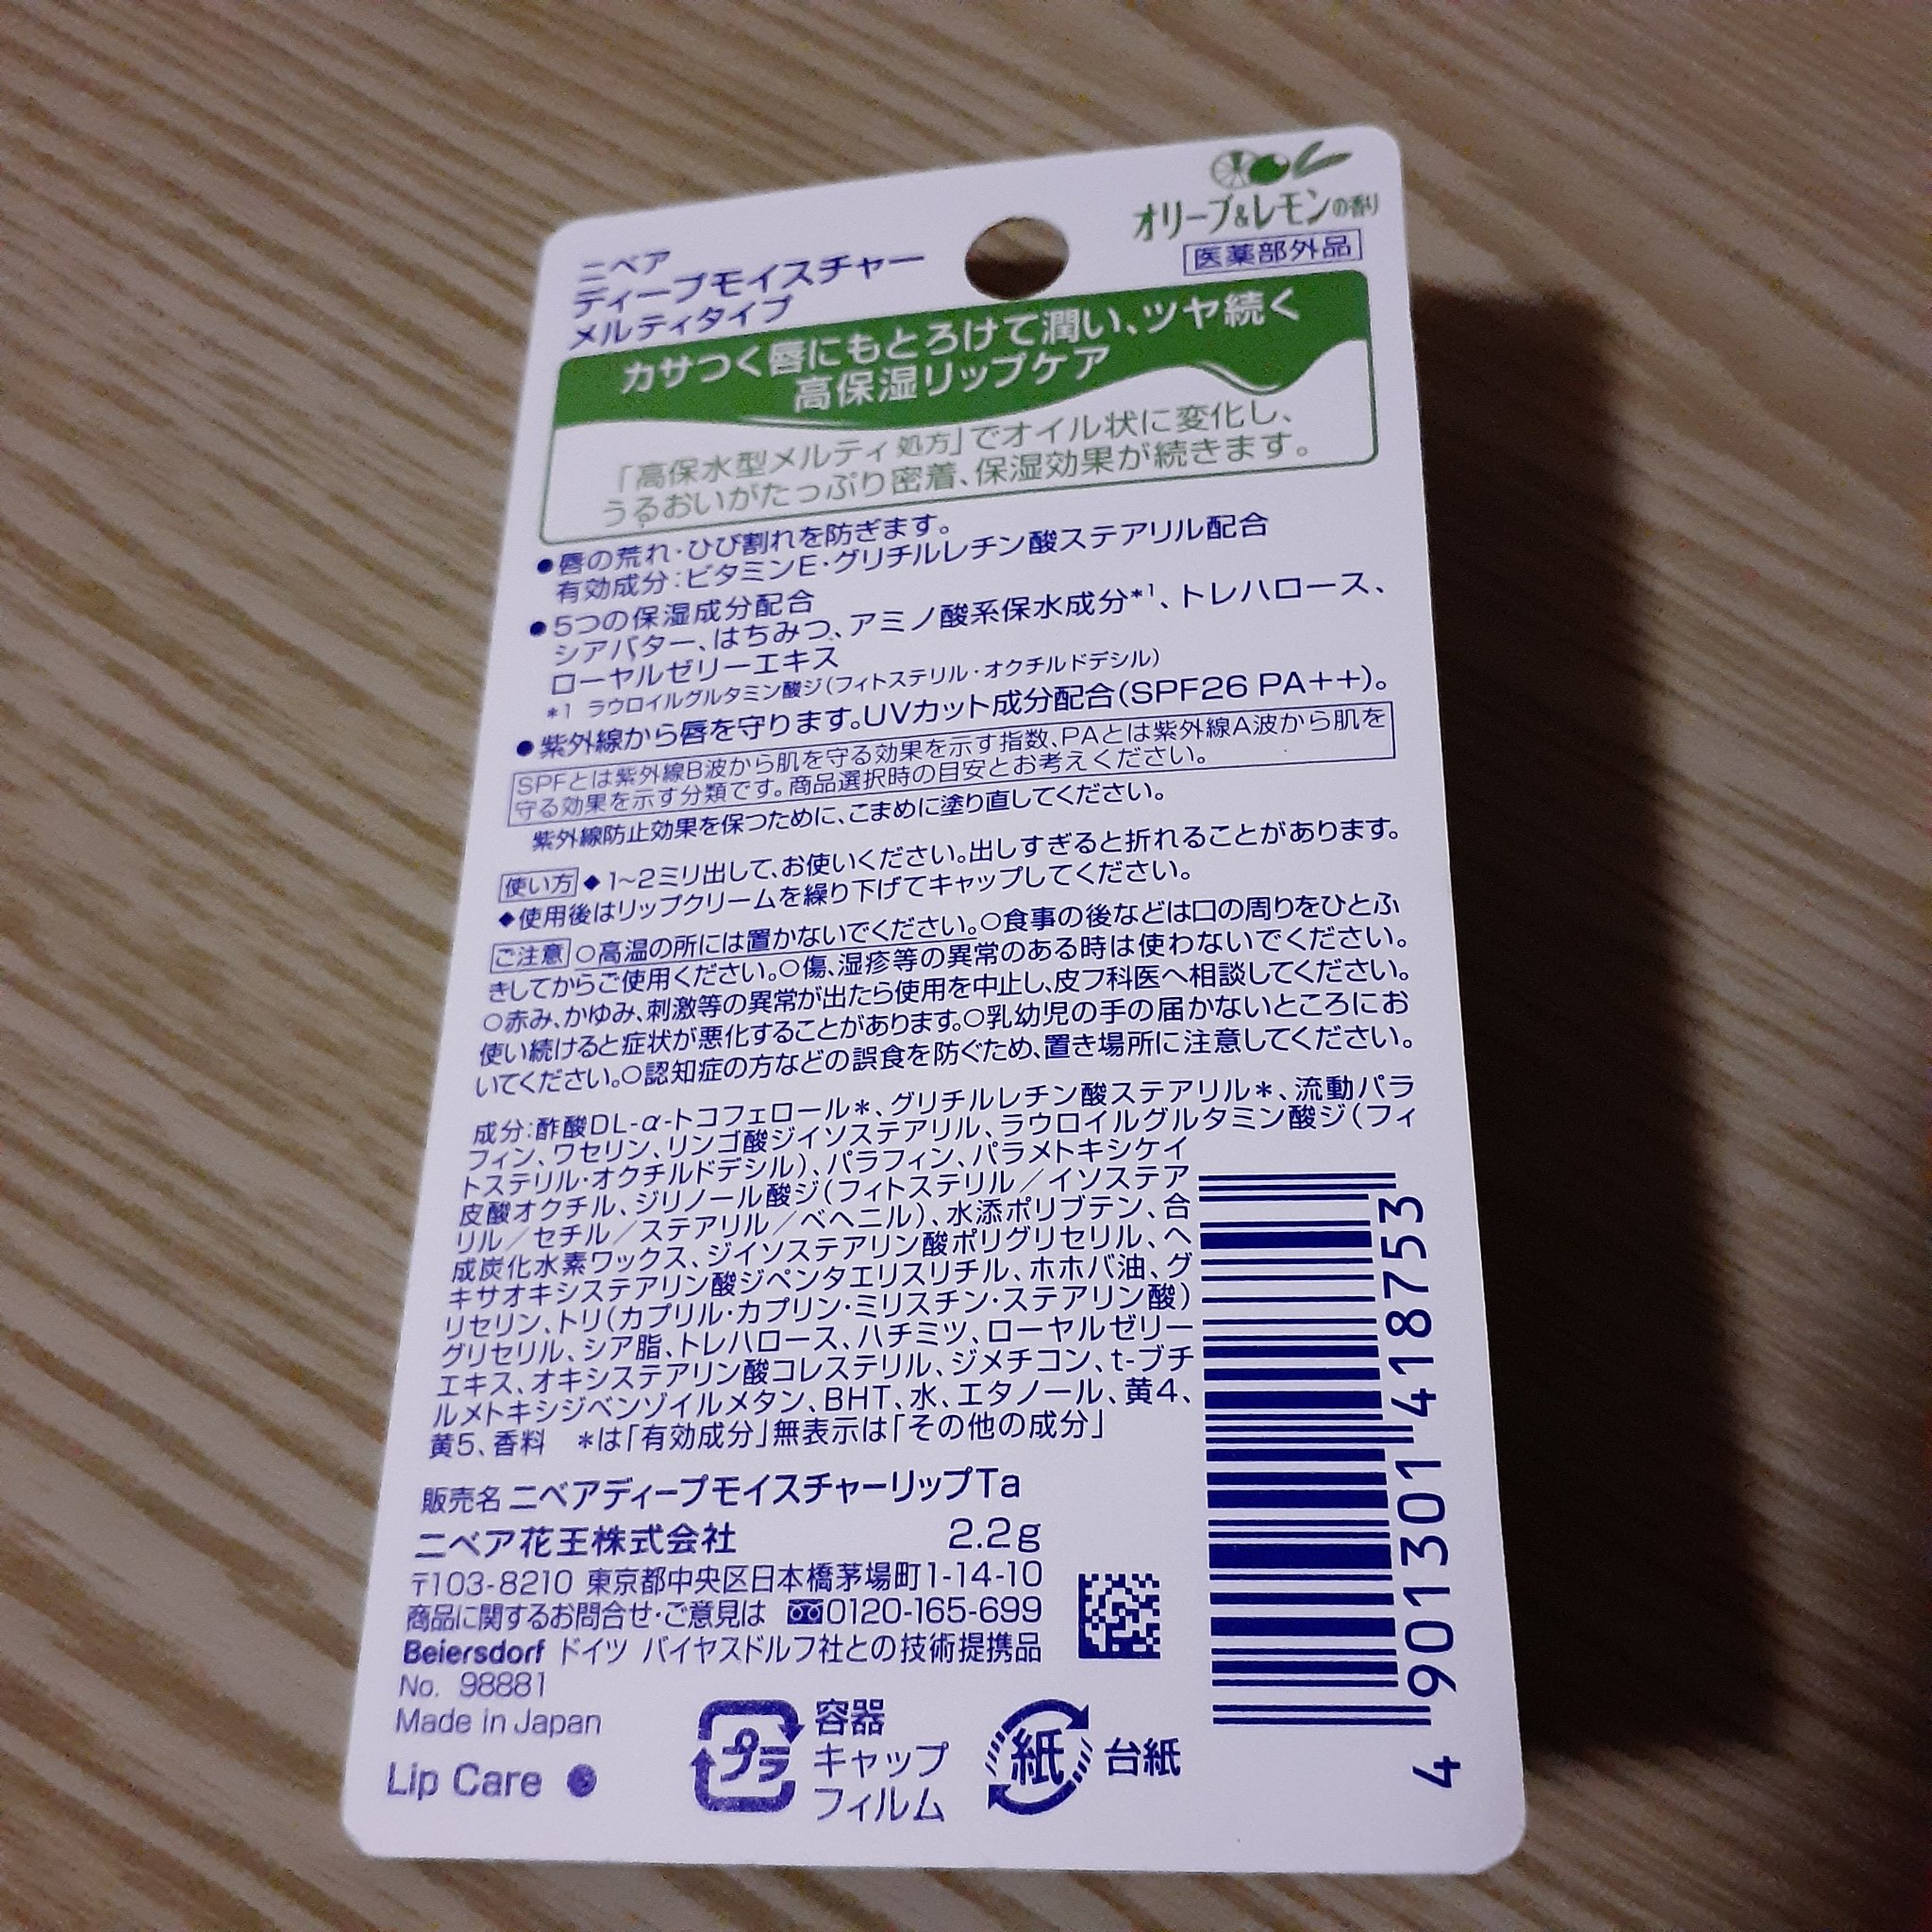 オリーブ&レモンの香り
医薬部外品
ニベア
ディープモイスチャー
メルティタイプ
カサつく唇にもとろけて潤い、ツヤ続く
高保湿リップケア
「高保水型メルティ処方」でオイル状に変化し、
うるおいがたっぷり密着、保湿効果が続きます。
●唇の荒れ・ひび割れを防ぎます。
有効成分:ビタミンE・グリチルレチン酸ステアリル配合
●5つの保湿成分配合
シアバター、はちみつ、アミノ酸系保水成分*1、トレハロース、
ローヤルゼリーエキス
*1 ラウロイルグルタミン酸ジ(フィトステリル・オクチルドデシル)
●紫外線から唇を守ります。UVカット成分配合(SPF26 PA++)。
SPFとは紫外線B波から肌を守る効果を示す指数、PAとは紫外線A波から肌を
守る効果を示す分類です。商品選択時の目安とお考えください。
紫外線防止効果を保つために、こまめに塗り直してください。
使い方 ◆1~2ミリ出して、お使いください。出しすぎると折れることがあります。
◆使用後はリップクリームを繰り下げてキャップしてください。
ご注意 ○高温の所には置かないでください。○食事の後などは口の周りをひとふ
きしてからご使用ください。○傷、湿疹等の異常のある時は使わないでください。
○赤み、かゆみ、刺激等の異常が出たら使用を中止し、皮フ科医へ相談してください。
使い続けると症状が悪化することがあります。○乳幼児の手の届かないところにお
いてください。○認知症の方などの誤食を防ぐため、置き場所に注意してください。
成分:酢酸DL-α-トコフェロール*、グリチルレチン酸ステアリル*、流動パラ
フィン、ワセリン、リンゴ酸ジイソステアリル、ラウロイルグルタミン酸ジ(フィ
トステリル・オクチルドデシル)、パラフィン、パラメトキシケイ
皮酸オクチル、ジリノール酸ジ(フィトステリル/イソステア
リル/セチル/ステアリル/ベヘニル)、水添ポリブテン、合
成炭化水素ワックス、ジイソステアリン酸ポリグリセリル、ヘ
キサオキシステアリン酸ジペンタエリスリチル、ホホバ油、グ
リセリン、トリ(カプリル・カプリン・ミリスチン・ステアリン酸)
グリセリル、シア脂、トレハロース、ハチミツ、ローヤルゼリー
エキス、オキシステアリン酸コレステリル、ジメチコン、t-ブチ
ルメトキシジベンゾイルメタン、BHT、水、エタノール、黄4、
黄5、香料 *は「有効成分」無表示は「その他の成分」
販売名 ニベアディープモイスチャーリップTa
ニベア花王株式会社 2.2g
〒103-8210 東京都中央区日本橋茅場町1-14-10
商品に関するお問合せ・ご意見は 0120-165-699
Beiersdorf ドイツ バイヤスドルフ社との技術提携品
No. 98881
Made in Japan
Lip Care
プラ
容器
キャップ
フィルム
紙
台紙
4 901301 418753